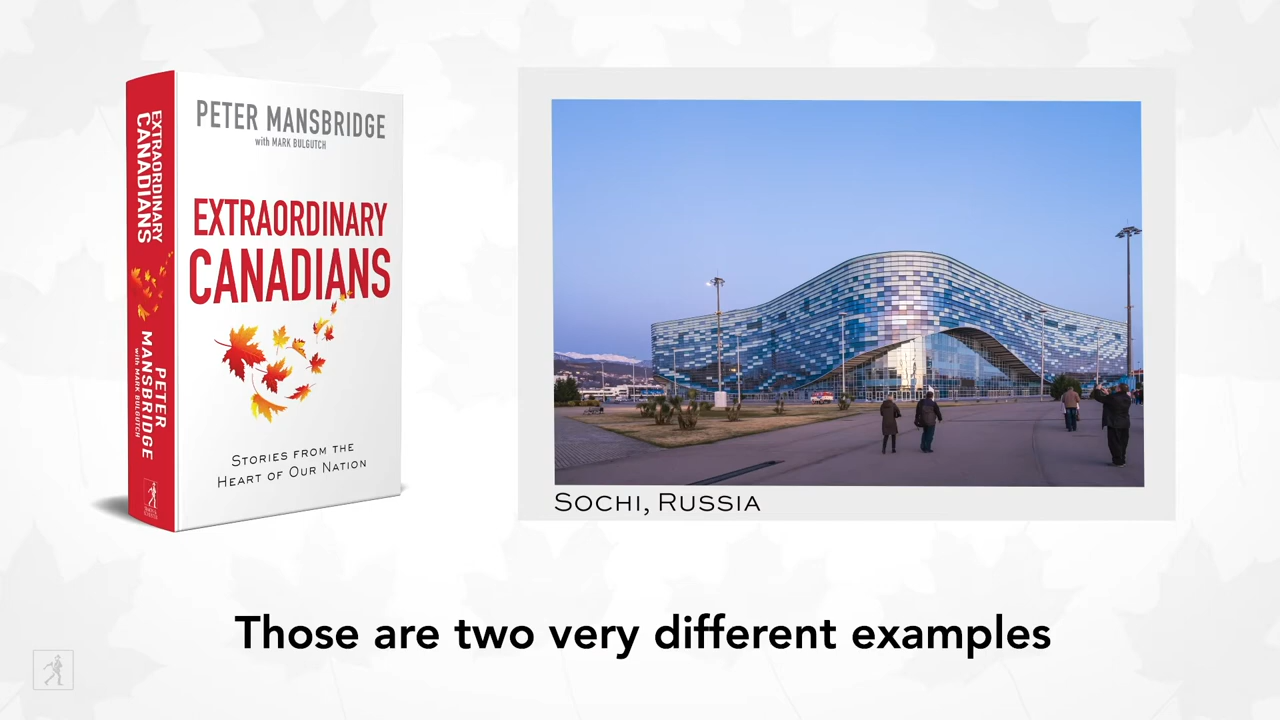 EXTRAORDINARY
CANADIANS
PETER
MANSBRIDGE
with MARK BULGUTCH
PETER MANSBRIDGE
with MARK BULGUTCH
EXTRAORDINARY
CANADIANS
STORIES FROM THE
HEART OF OUR NATION
SOCHI, RUSSIA
Those are two very different examples